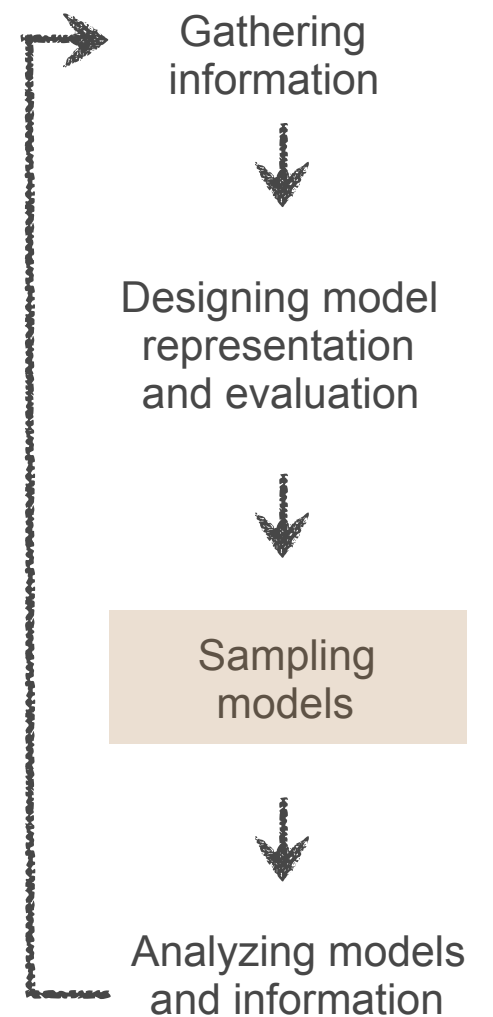 Gathering
information
Designing model
representation
and evaluation
Sampling
models
Analyzing models
and information